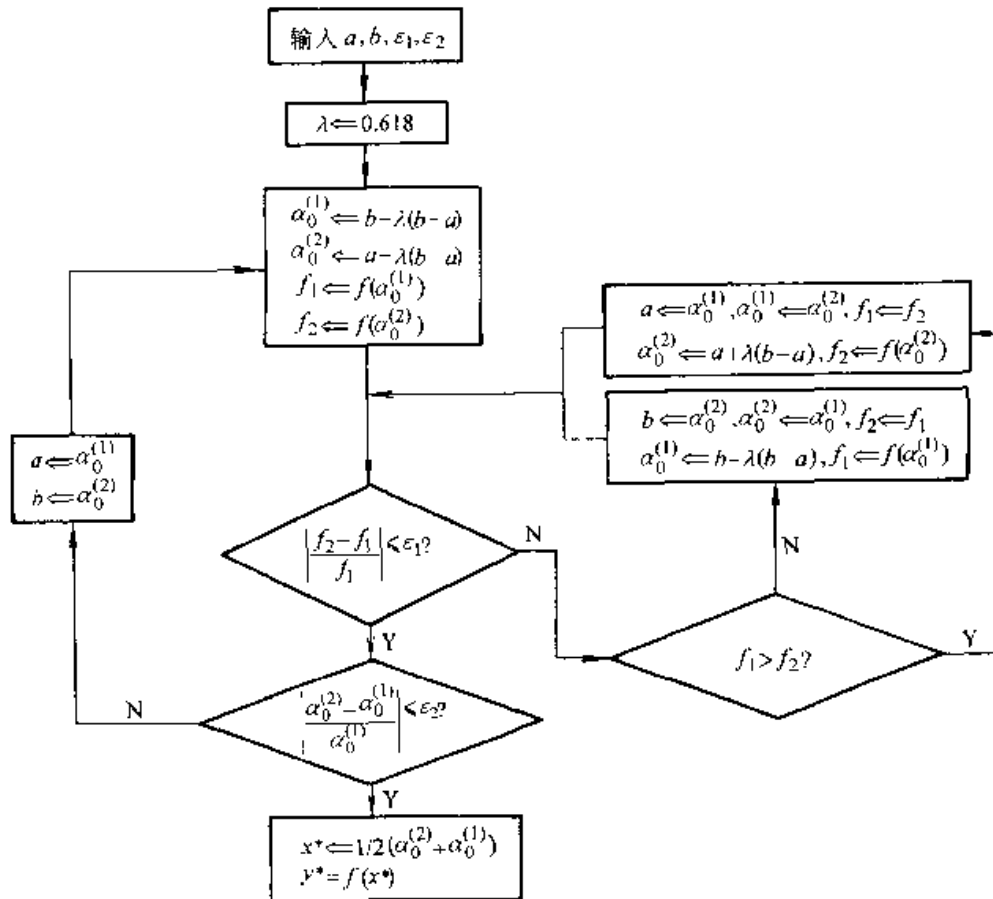 输入 a, b, ε₁, ε₂
λ⇐0.618
α₀⁽¹⁾⇐b−λ(b−a)
α₀⁽²⁾⇐a−λ(b a)
f₁⇐f(α₀⁽¹⁾)
f₂⇐f(α₀⁽²⁾)
a⇐α₀⁽¹⁾,α₀⁽¹⁾⇐α₀⁽²⁾,f₁⇐f₂
α₀⁽²⁾⇐a+λ(b−a),f₂⇐f(α₀⁽²⁾)
b⇐α₀⁽²⁾,α₀⁽²⁾⇐α₀⁽¹⁾,f₂⇐f₁
α₀⁽¹⁾⇐b−λ(b a),f₁⇐f(α₀⁽¹⁾)
a⇐α₀⁽¹⁾
b⇐α₀⁽²⁾
|(f₂−f₁)/f₁|⩽ε₁?
N
N
Y
f₁>f₂?
Y
N
|(α₀⁽²⁾−α₀⁽¹⁾)/α₀⁽¹⁾|⩽ε₂?
Y
x*⇐1/2(α₀⁽²⁾+α₀⁽¹⁾)
y*=f(x*)